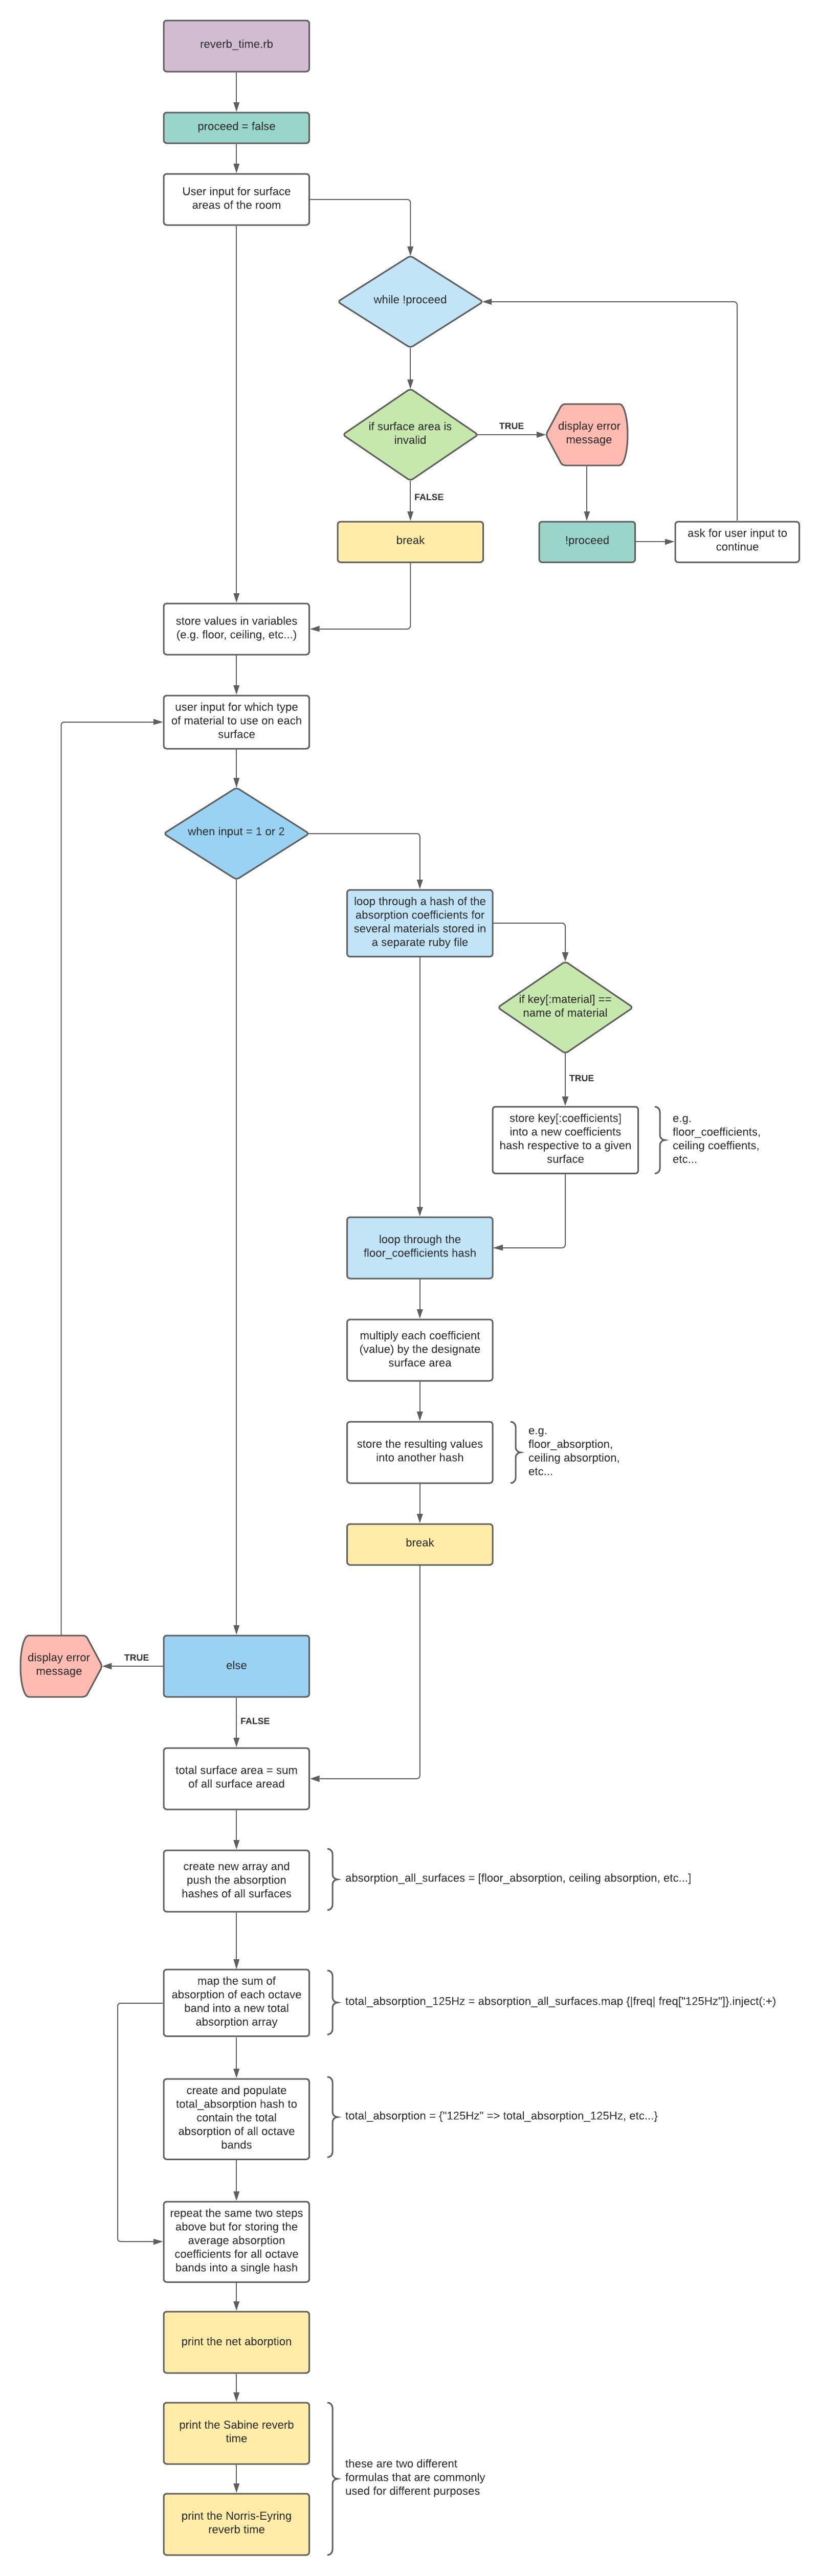 reverb_time.rb
proceed = false
User input for surface
areas of the room
while !proceed
if surface area is
invalid
TRUE
display error
message
FALSE
break
!proceed
ask for user input to
continue
store values in variables
(e.g. floor, ceiling, etc...)
user input for which type
of material to use on each
surface
when input = 1 or 2
loop through a hash of the
absorption coefficients for
several materials stored in
a separate ruby file
if key[:material] ==
name of material
TRUE
store key[:coefficients]
into a new coefficients
hash respective to a given
surface
e.g.
floor_coefficients,
ceiling coeffients,
etc...
loop through the
floor_coefficients hash
multiply each coefficient
(value) by the designate
surface area
store the resulting values
into another hash
e.g.
floor_absorption,
ceiling absorption,
etc...
break
display error
message
TRUE
else
FALSE
total surface area = sum
of all surface aread
create new array and
push the absorption
hashes of all surfaces
absorption_all_surfaces = [floor_absorption, ceiling absorption, etc...]
map the sum of
absorption of each octave
band into a new total
absorption array
total_absorption_125Hz = absorption_all_surfaces.map {|freq| freq["125Hz"]}.inject(:+)
create and populate
total_absorption hash to
contain the total
absorption of all octave
bands
total_absorption = {"125Hz" => total_absorption_125Hz, etc...}
repeat the same two steps
above but for storing the
average absorption
coefficients for all octave
bands into a single hash
print the net aborption
print the Sabine reverb
time
these are two different
formulas that are commonly
used for different purposes
print the Norris-Eyring
reverb time